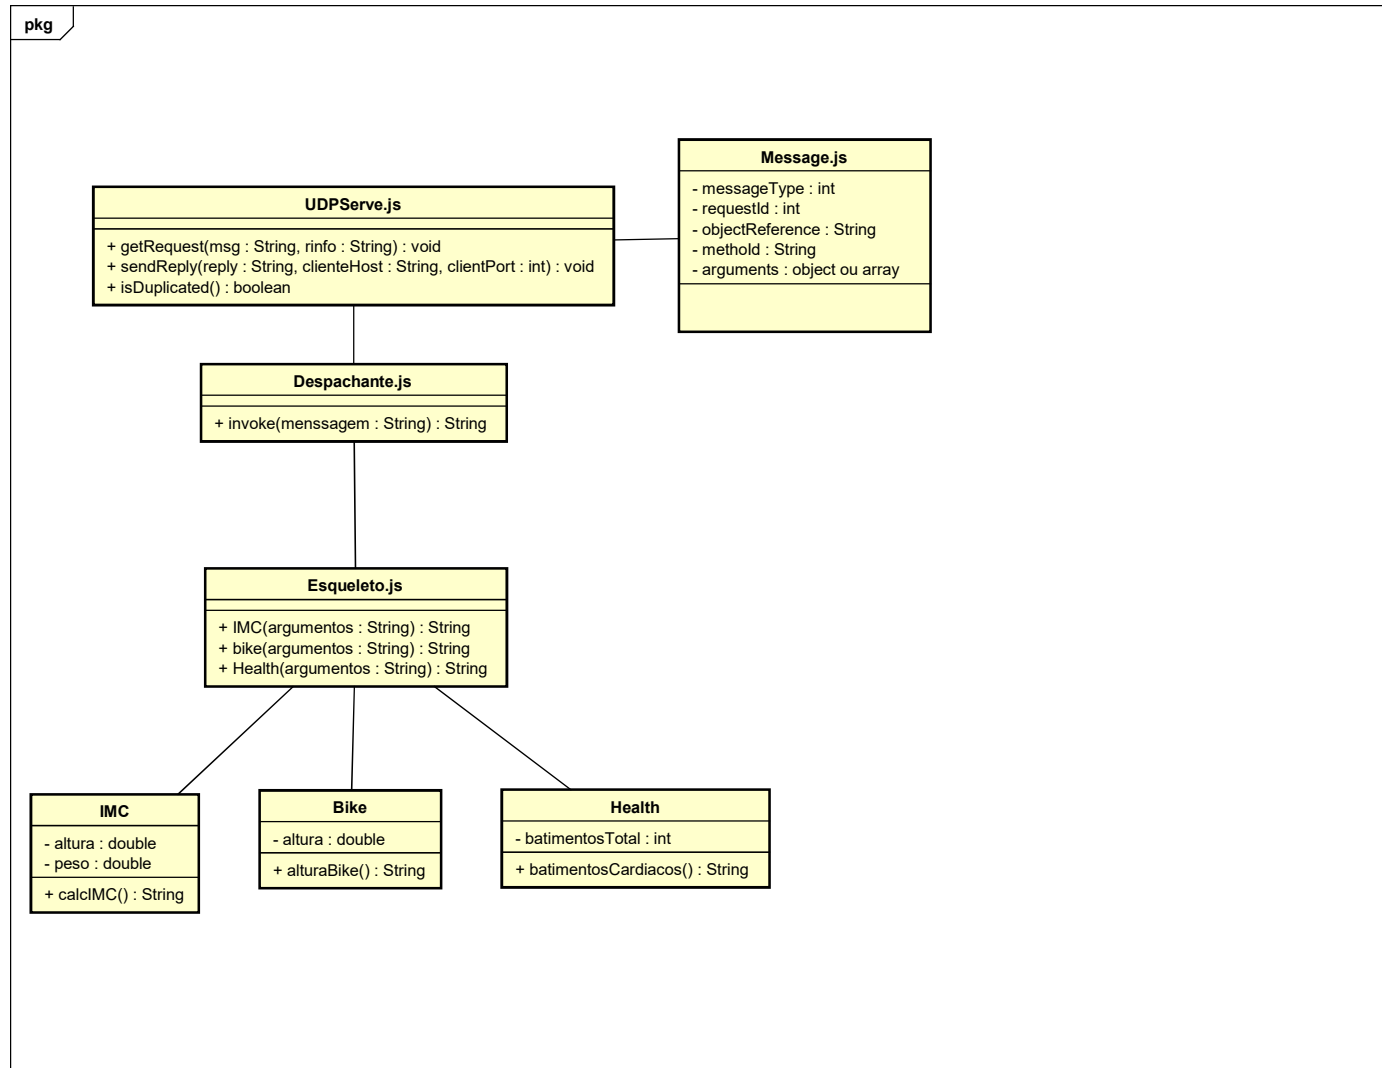 pkg
Message.js
- messageType : int
- requestId : int
- objectReference : String
- methoId : String
- arguments : object ou array
UDPServe.js
+ getRequest(msg : String, rinfo : String) : void
+ sendReply(reply : String, clienteHost : String, clientPort : int) : void
+ isDuplicated() : boolean
Despachante.js
+ invoke(menssagem : String) : String
Esqueleto.js
+ IMC(argumentos : String) : String
+ bike(argumentos : String) : String
+ Health(argumentos : String) : String
IMC
- altura : double
- peso : double
+ calcIMC() : String
Bike
- altura : double
+ alturaBike() : String
Health
- batimentosTotal : int
+ batimentosCardiacos() : String